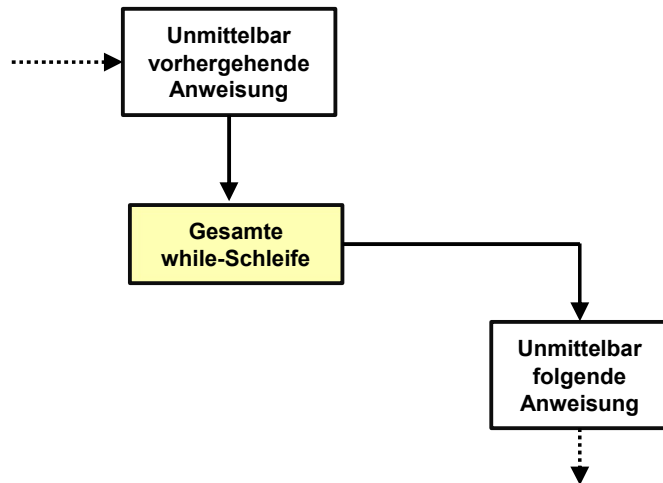 Unmittelbar
vorhergehende
Anweisung
Gesamte
while-Schleife
Unmittelbar
folgende
Anweisung